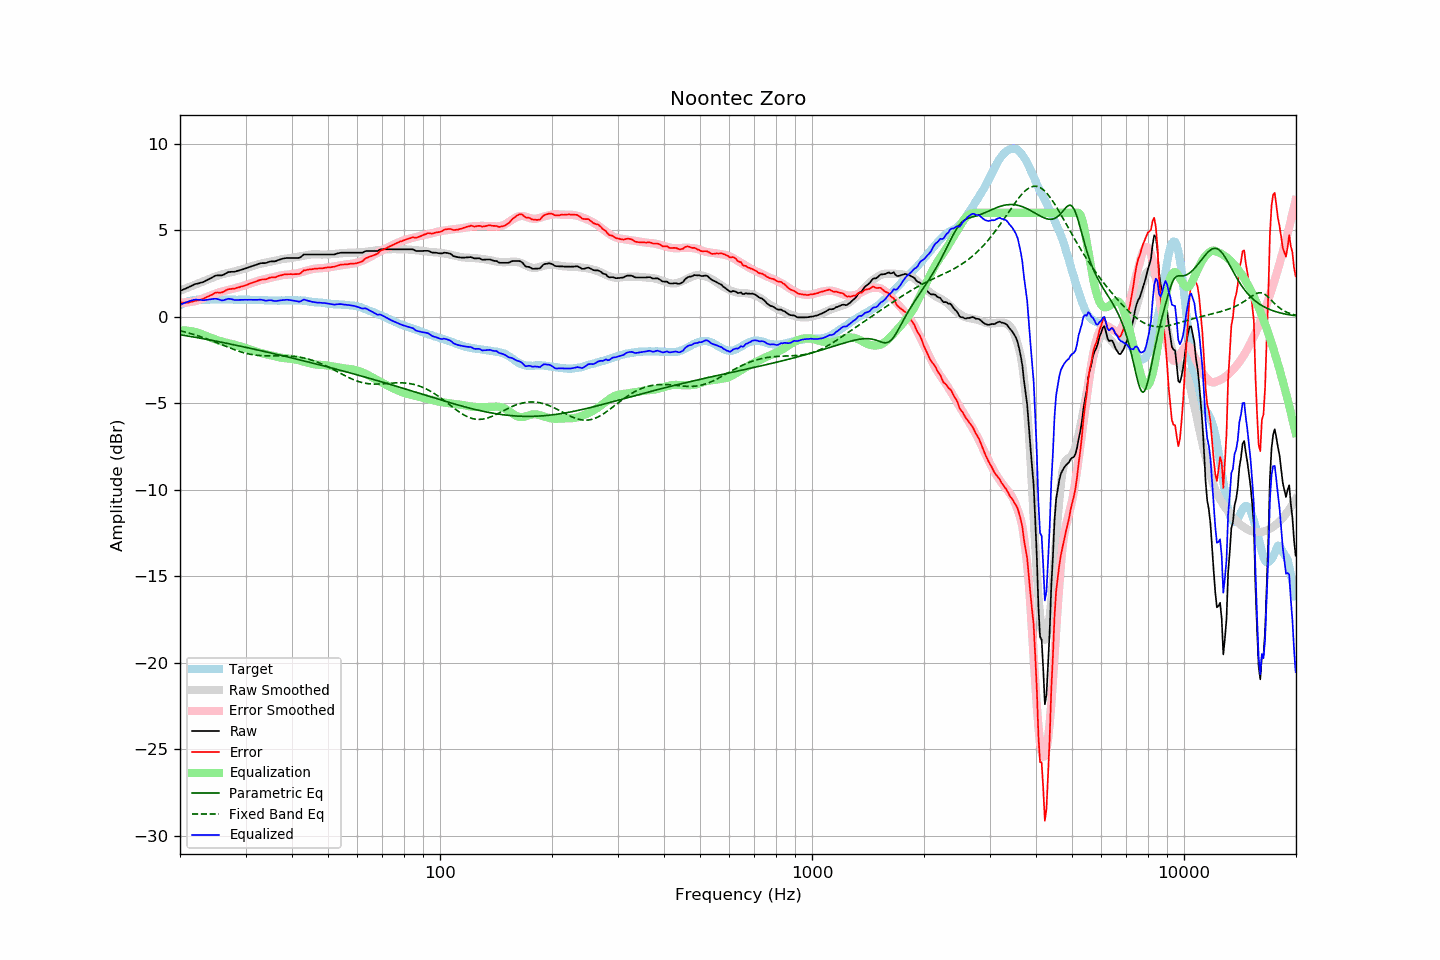 Noontec Zoro
10
5
0
−5
−10
−15
−20
−25
−30
Amplitude (dBr)
Target
Raw Smoothed
Error Smoothed
Raw
Error
Equalization
Parametric Eq
Fixed Band Eq
Equalized
100
1000
10000
Frequency (Hz)